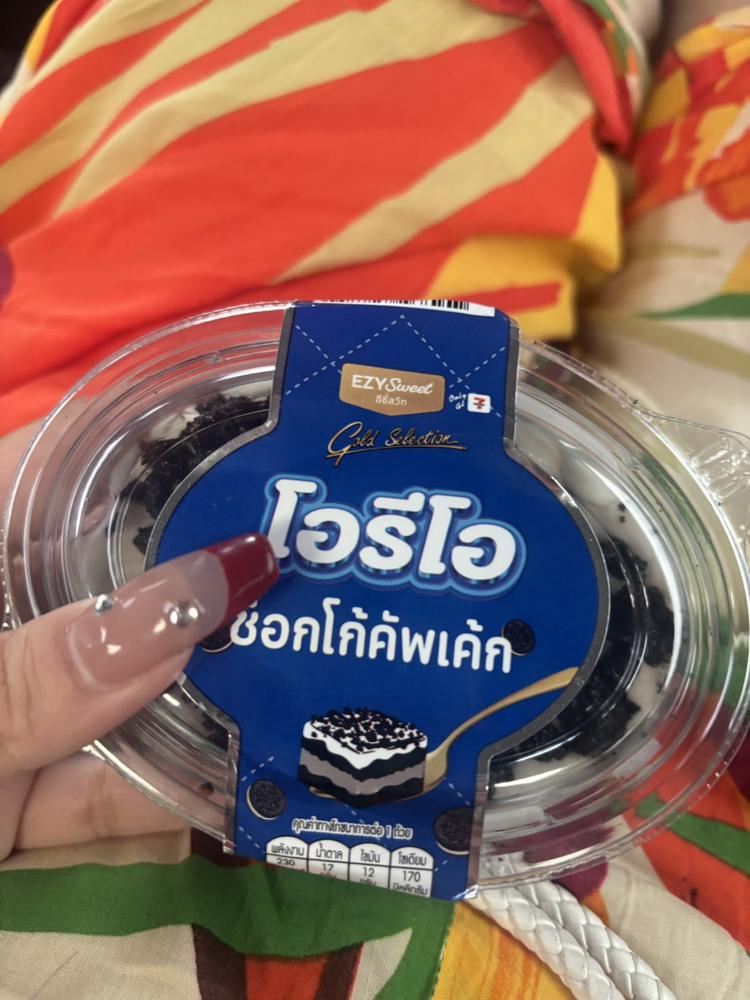 EZY Sweet
อีซี่สวีท
Only at 7
Gold Selection
โอรีโอ
ช็อกโก้คัพเค้ก
คุณค่าทางโภชนาการต่อ 1 ถ้วย
พลังงาน น้ำตาล ไขมัน โซเดียม
230 17 12 170
มิลลิกรัม